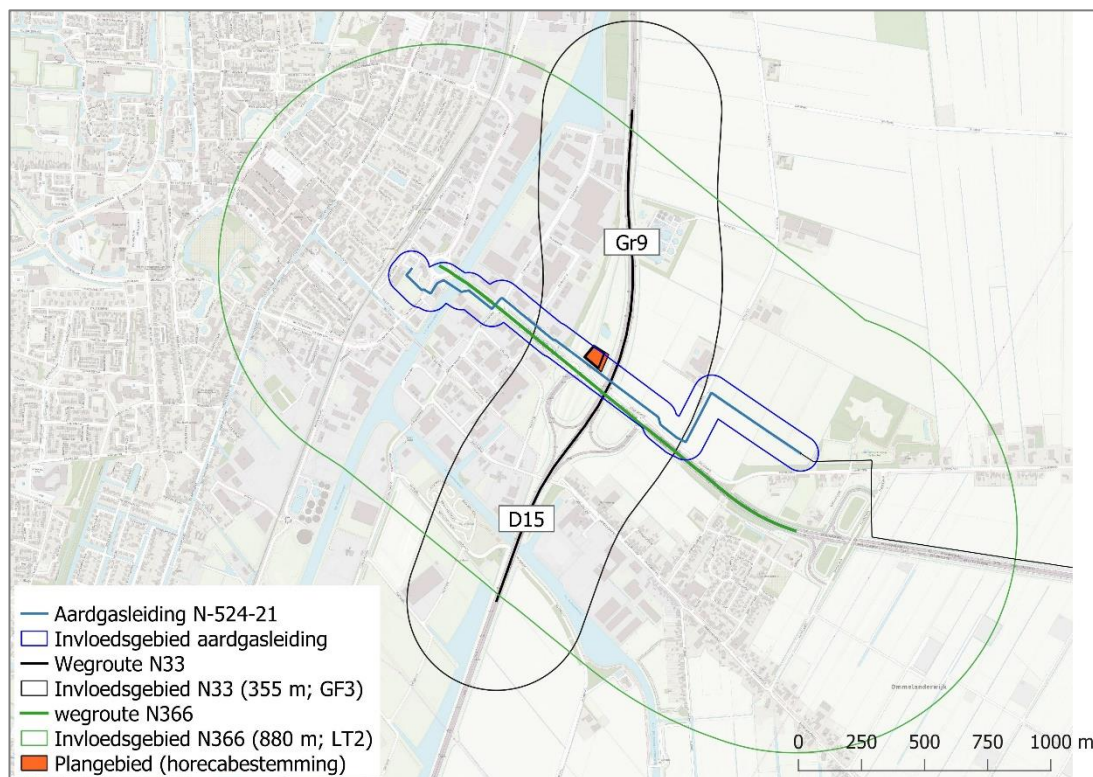 Gr9
D15
Aardgasleiding N-524-21
Invloedsgebied aardgasleiding
Wegroute N33
Invloedsgebied N33 (355 m; GF3)
wegroute N366
Invloedsgebied N366 (880 m; LT2)
Plangebied (horecabestemming)
0 250 500 750 1000 m